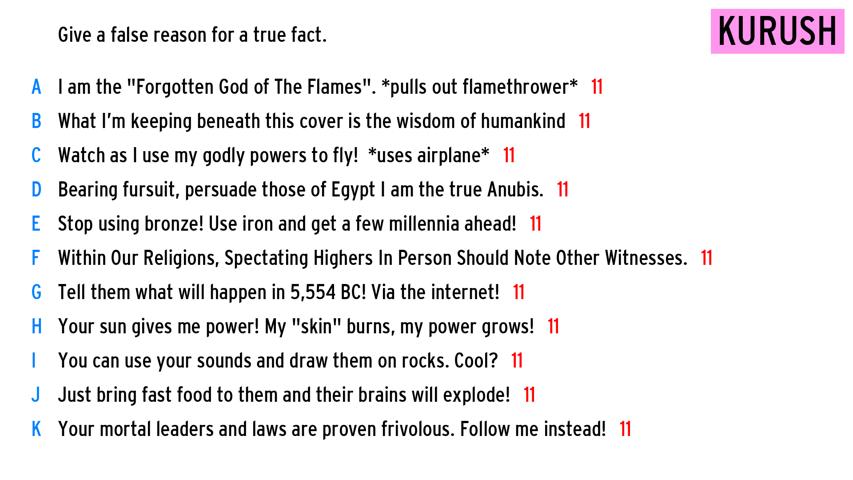 Give a false reason for a true fact.
KURUSH
A I am the "Forgotten God of The Flames". *pulls out flamethrower* 11
B What I'm keeping beneath this cover is the wisdom of humankind 11
C Watch as I use my godly powers to fly! *uses airplane* 11
D Bearing fursuit, persuade those of Egypt I am the true Anubis. 11
E Stop using bronze! Use iron and get a few millennia ahead! 11
F Within Our Religions, Spectating Highers In Person Should Note Other Witnesses. 11
G Tell them what will happen in 5,554 BC! Via the internet! 11
H Your sun gives me power! My "skin" burns, my power grows! 11
I You can use your sounds and draw them on rocks. Cool? 11
J Just bring fast food to them and their brains will explode! 11
K Your mortal leaders and laws are proven frivolous. Follow me instead! 11